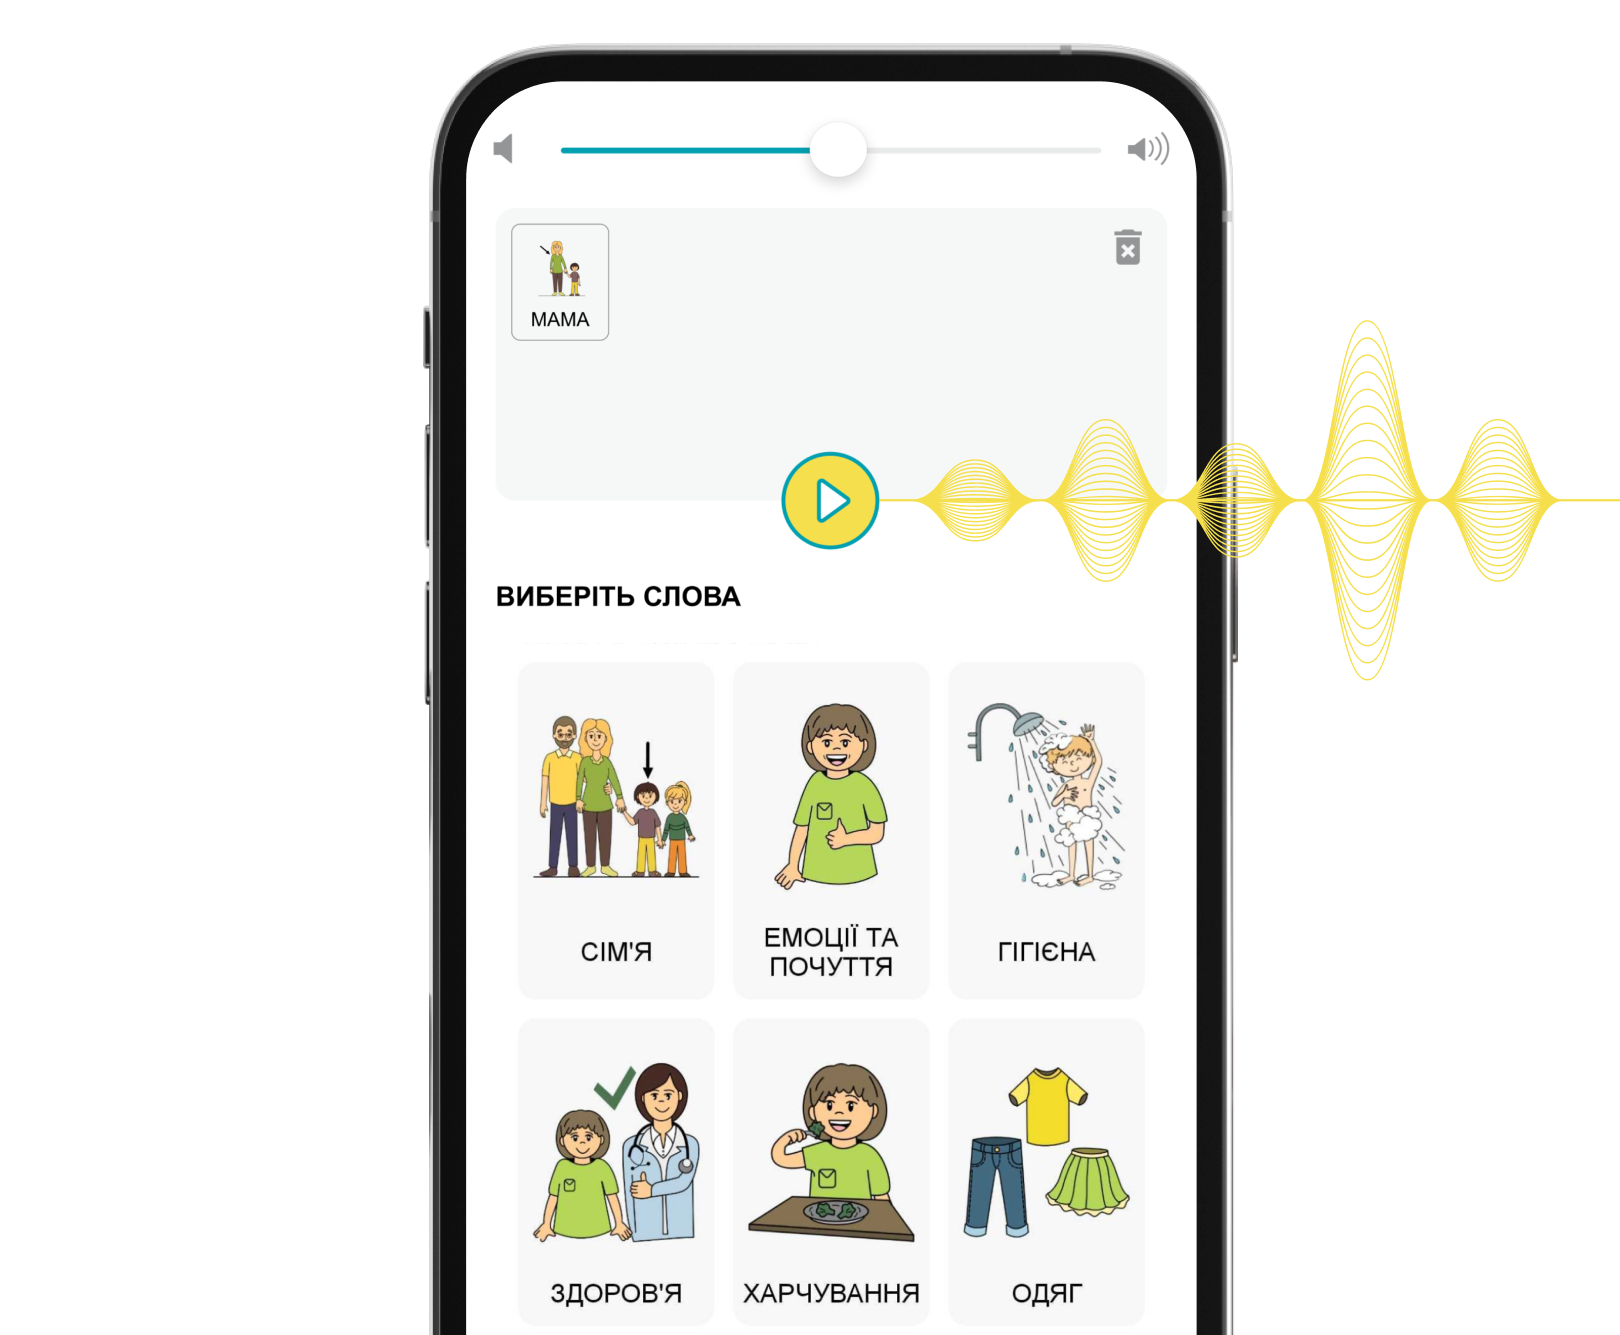 МАМА
ВИБЕРІТЬ СЛОВА
СІМ'Я
ЕМОЦІЇ ТА
ПОЧУТТЯ
ГІГІЄНА
ЗДОРОВ'Я
ХАРЧУВАННЯ
ОДЯГ